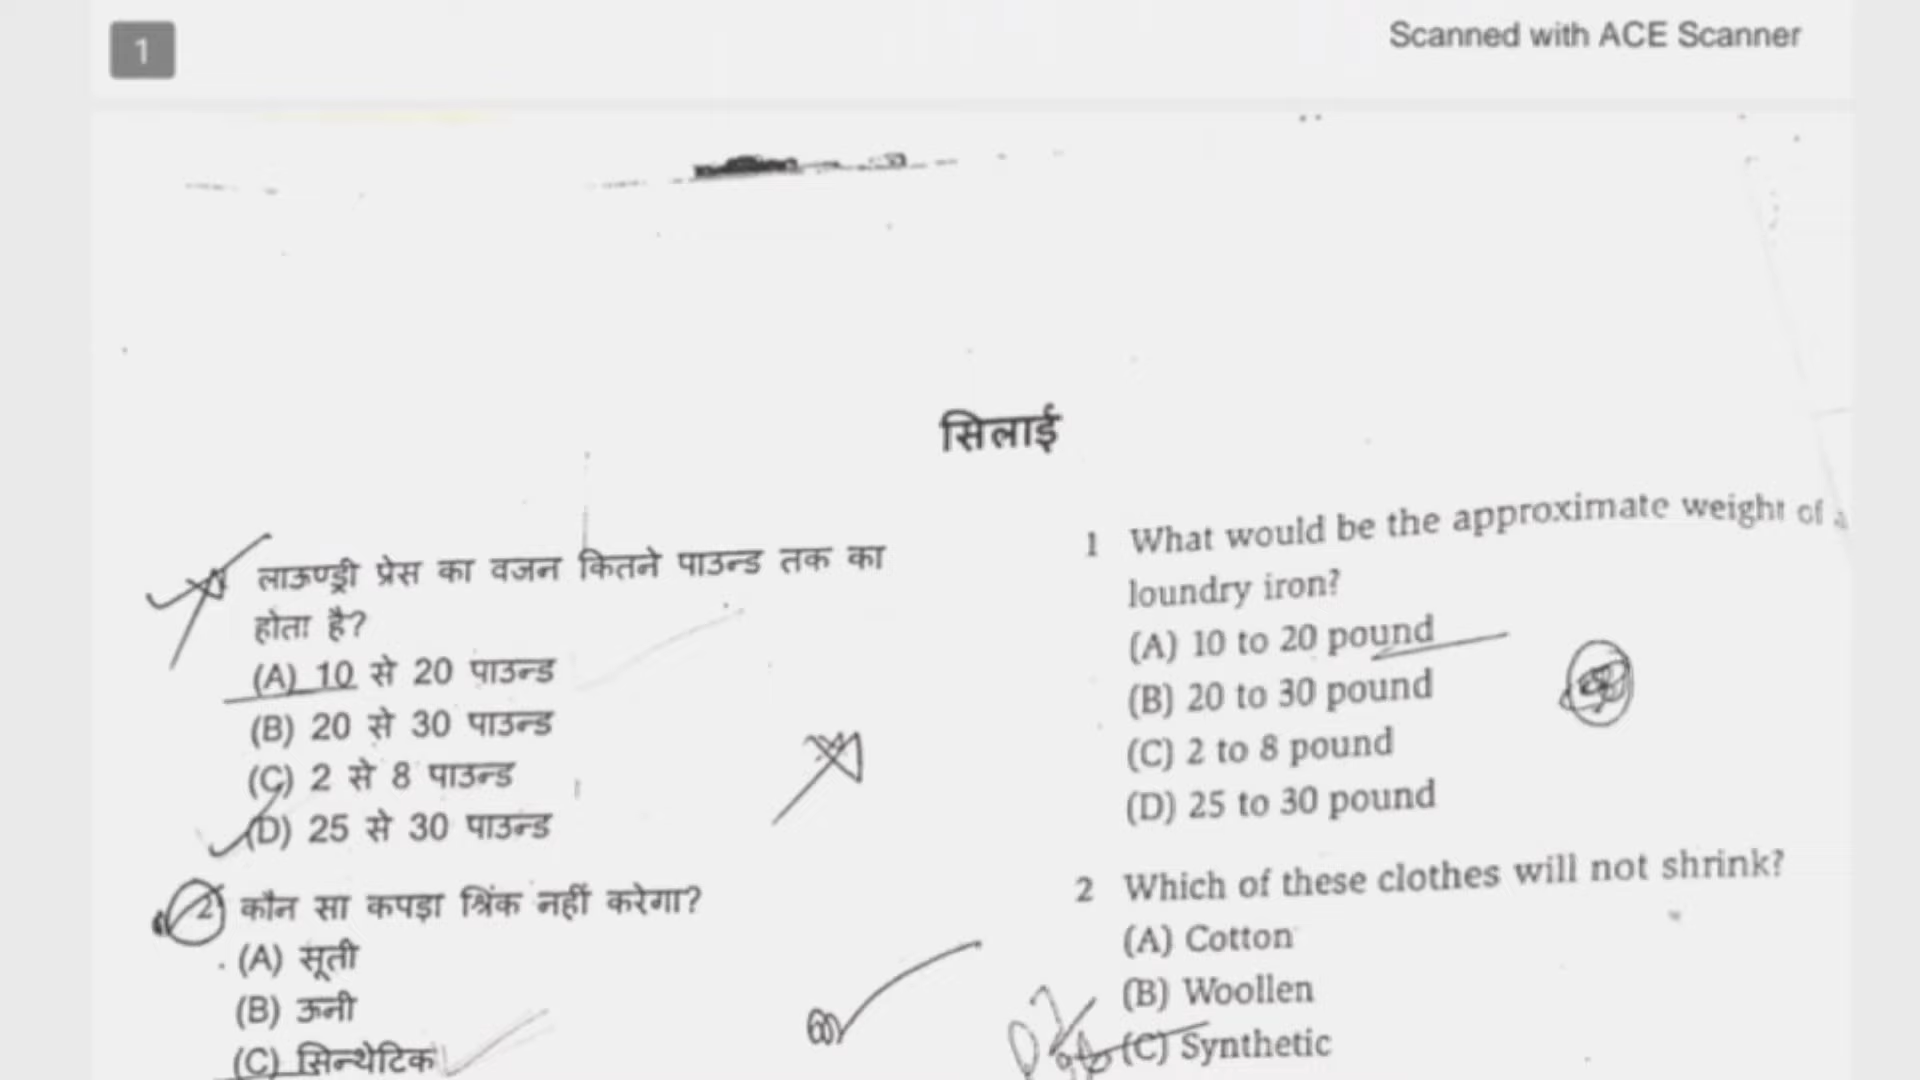 1
Scanned with ACE Scanner
सिलाई
लाऊण्ड्री प्रेस का वजन कितने पाउन्ड तक का
होता है?
(A) 10 से 20 पाउन्ड
(B) 20 से 30 पाउन्ड
(C) 2 से 8 पाउन्ड
(D) 25 से 30 पाउन्ड
2 कौन सा कपड़ा श्रिंक नहीं करेगा?
(A) सूती
(B) ऊनी
(C) सिन्थेटिक
1 What would be the approximate weight of
loundry iron?
(A) 10 to 20 pound
(B) 20 to 30 pound
(C) 2 to 8 pound
(D) 25 to 30 pound
2 Which of these clothes will not shrink?
(A) Cotton
(B) Woollen
(C) Synthetic